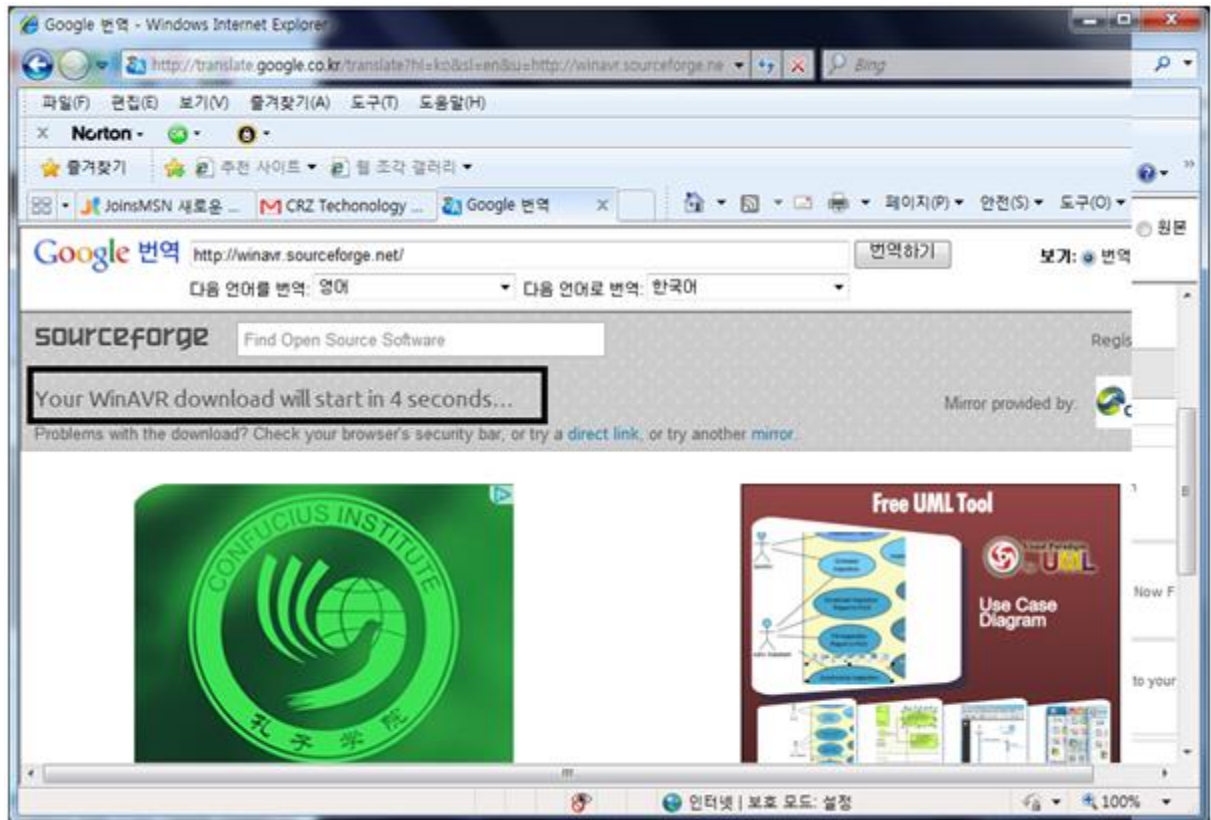 Google 번역 - Windows Internet Explorer
http://translate.google.co.kr/translate?hl=ko&sl=en&u=http://winavr.sourceforge.ne
Bing
파일(F) 편집(E) 보기(V) 즐겨찾기(A) 도구(T) 도움말(H)
x Norton
즐겨찾기 추천 사이트 웹 조각 갤러리
JoinsMSN 새로운 ... CRZ Techonology ... Google 번역 x 페이지(P) 안전(S) 도구(O)
원본
Google 번역 http://winavr.sourceforge.net/ 번역하기 보기: 번역
다음 언어를 번역: 영어 다음 언어로 번역: 한국어
sourceforge Find Open Source Software Regis
Your WinAVR download will start in 4 seconds...
Mirror provided by:
Problems with the download? Check your browser's security bar, or try a direct link, or try another mirror.
CONFUCIUS INSTITUTE
孔子学院
Free UML Tool
Visual Paradigm
UML
Use Case
Diagram
Now F
to your
인터넷 | 보호 모드: 설정 100%